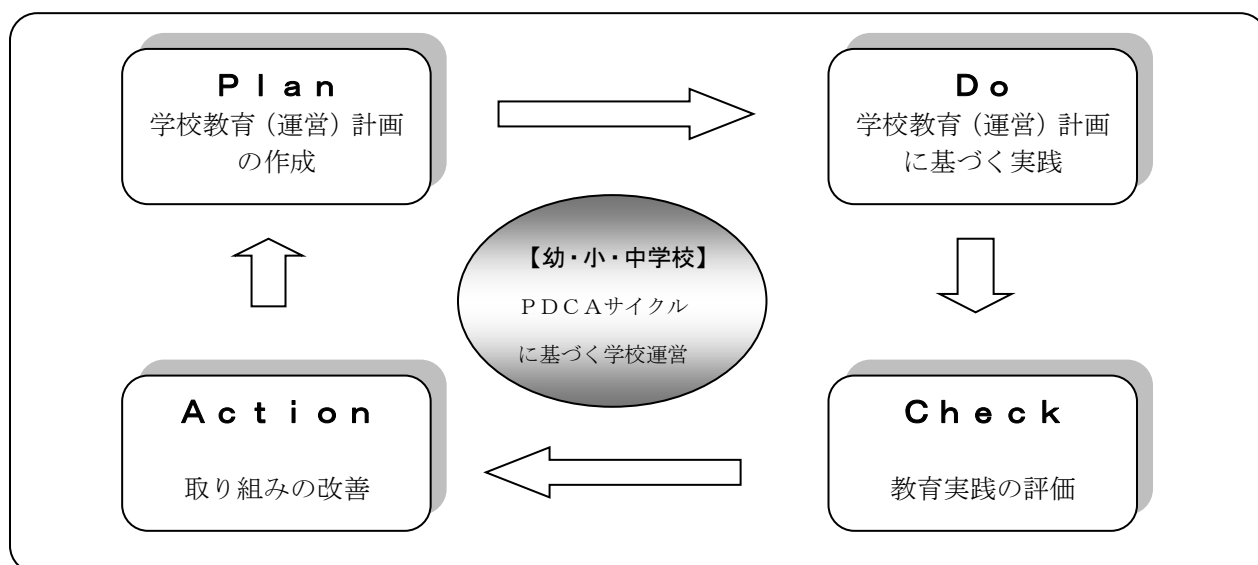 Ｐｌａｎ
学校教育（運営）計画
の作成
Ｄｏ
学校教育（運営）計画
に基づく実践
【幼・小・中学校】
ＰＤＣＡサイクル
に基づく学校運営
Ａｃｔｉｏｎ
取り組みの改善
Ｃｈｅｃｋ
教育実践の評価